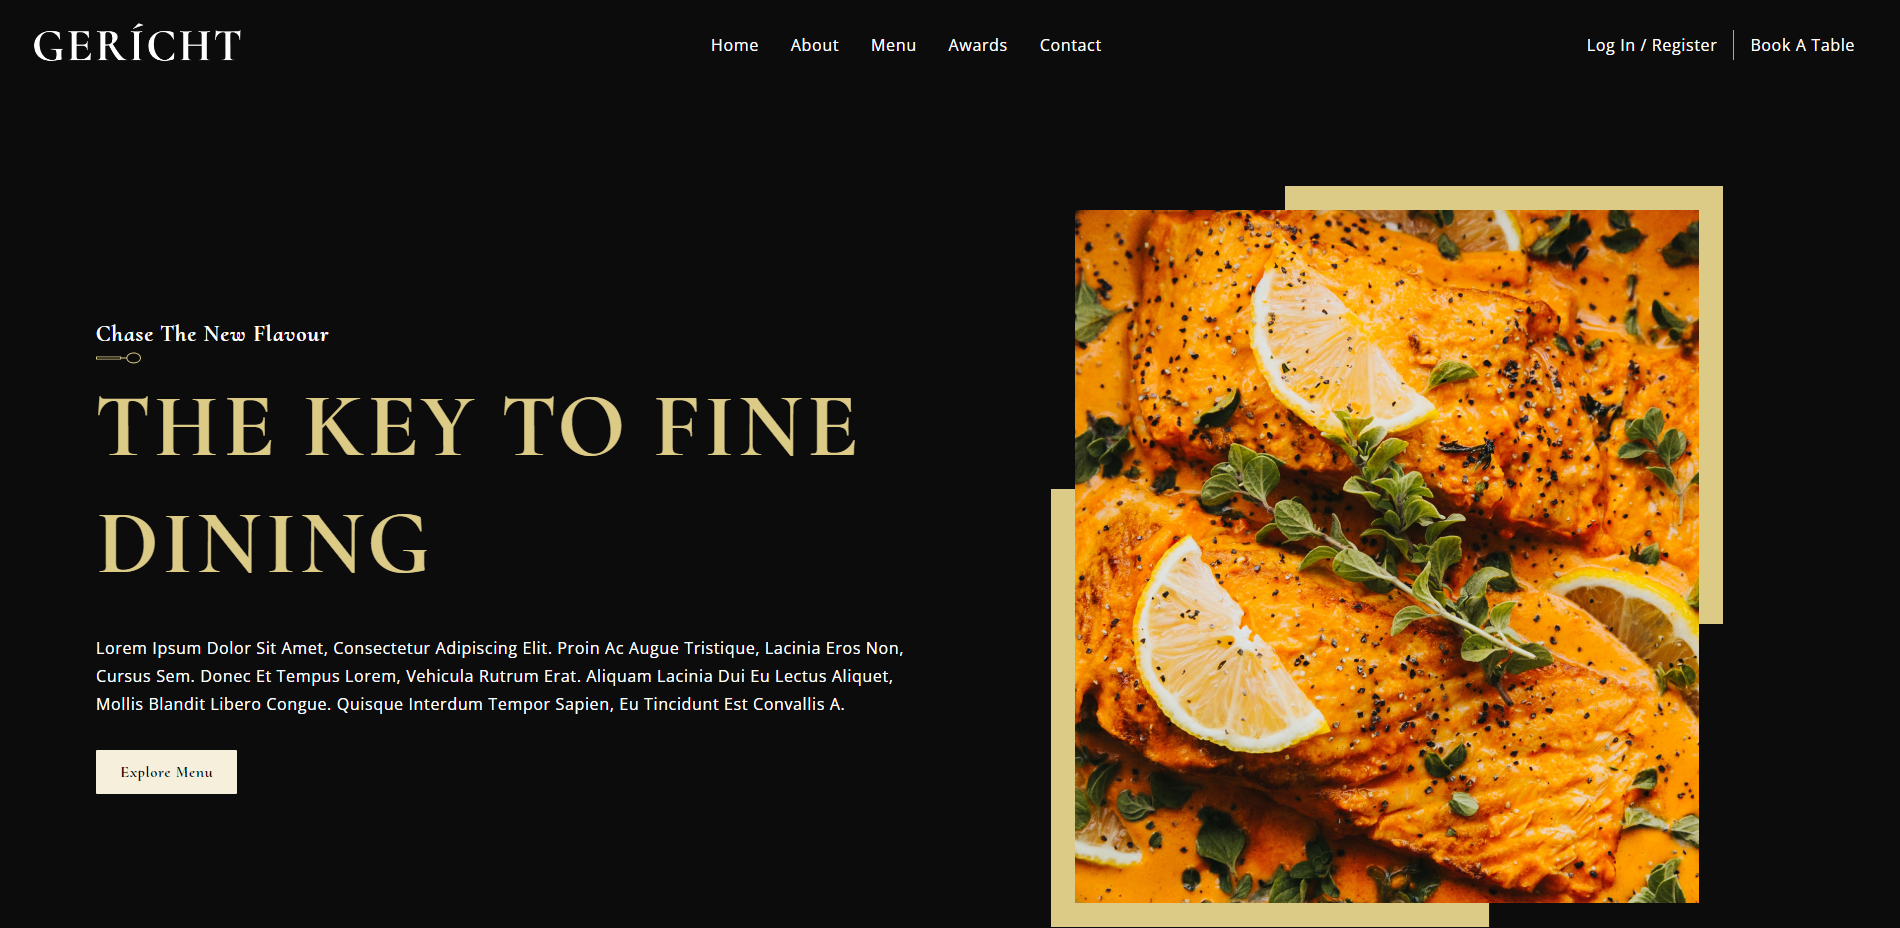 GERÍCHT
Home About Menu Awards Contact
Log In / Register Book A Table
Chase The New Flavour
THE KEY TO FINE
DINING
Lorem Ipsum Dolor Sit Amet, Consectetur Adipiscing Elit. Proin Ac Augue Tristique, Lacinia Eros Non,
Cursus Sem. Donec Et Tempus Lorem, Vehicula Rutrum Erat. Aliquam Lacinia Dui Eu Lectus Aliquet,
Mollis Blandit Libero Congue. Quisque Interdum Tempor Sapien, Eu Tincidunt Est Convallis A.
Explore Menu